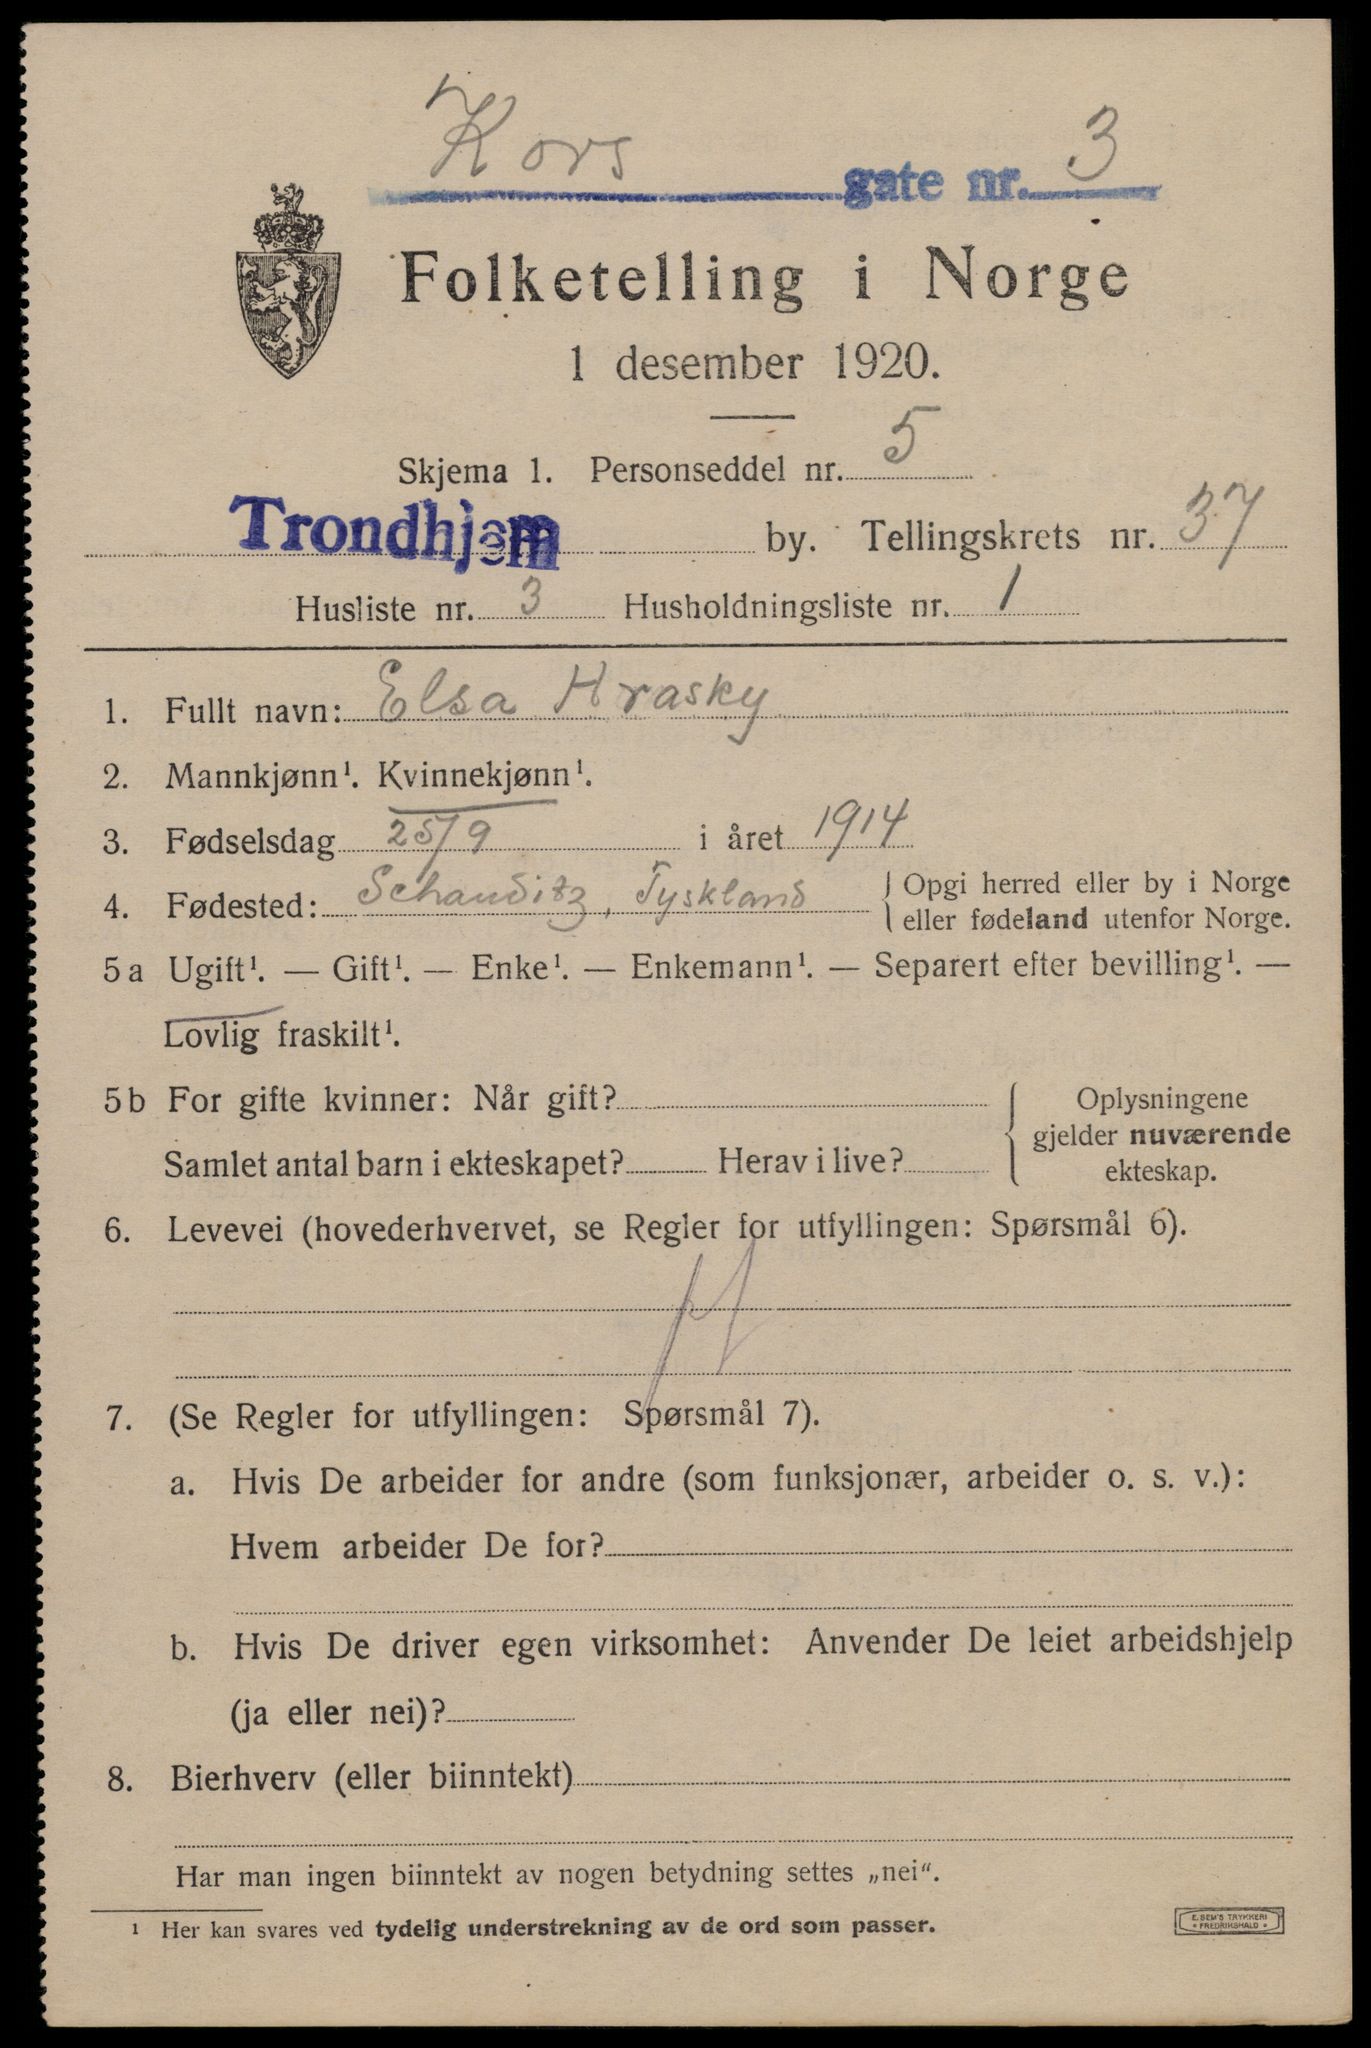 Kors gate nr. 3
Folketelling i Norge
1 desember 1920.
Skjema 1. Personseddel nr. 5
Trondhjem by. Tellingskrets nr. 37
Husliste nr. 3 Husholdningsliste nr. 1
1. Fullt navn: Elsa Hrasky
2. Mannkjønn¹. Kvinnekjønn¹.
3. Fødselsdag 25/9 i året 1914
4. Fødested: Schauditz, Tyskland
Opgi herred eller by i Norge
eller fødeland utenfor Norge.
5 a Ugift¹. — Gift¹. — Enke¹. — Enkemann¹. — Separert efter bevilling¹. —
Lovlig fraskilt¹.
5 b For gifte kvinner: Når gift?
Samlet antal barn i ekteskapet? Herav i live?
Oplysningene
gjelder nuværende
ekteskap.
6. Levevei (hovederhvervet, se Regler for utfyllingen: Spørsmål 6).
7. (Se Regler for utfyllingen: Spørsmål 7).
a. Hvis De arbeider for andre (som funksjonær, arbeider o. s. v.):
Hvem arbeider De for?
b. Hvis De driver egen virksomhet: Anvender De leiet arbeidshjelp
(ja eller nei)?
8. Bierhverv (eller biinntekt)
Har man ingen biinntekt av nogen betydning settes „nei“.
¹ Her kan svares ved tydelig understrekning av de ord som passer.
E. SEM'S TRYKKERI
* FREDRIKSHALD *